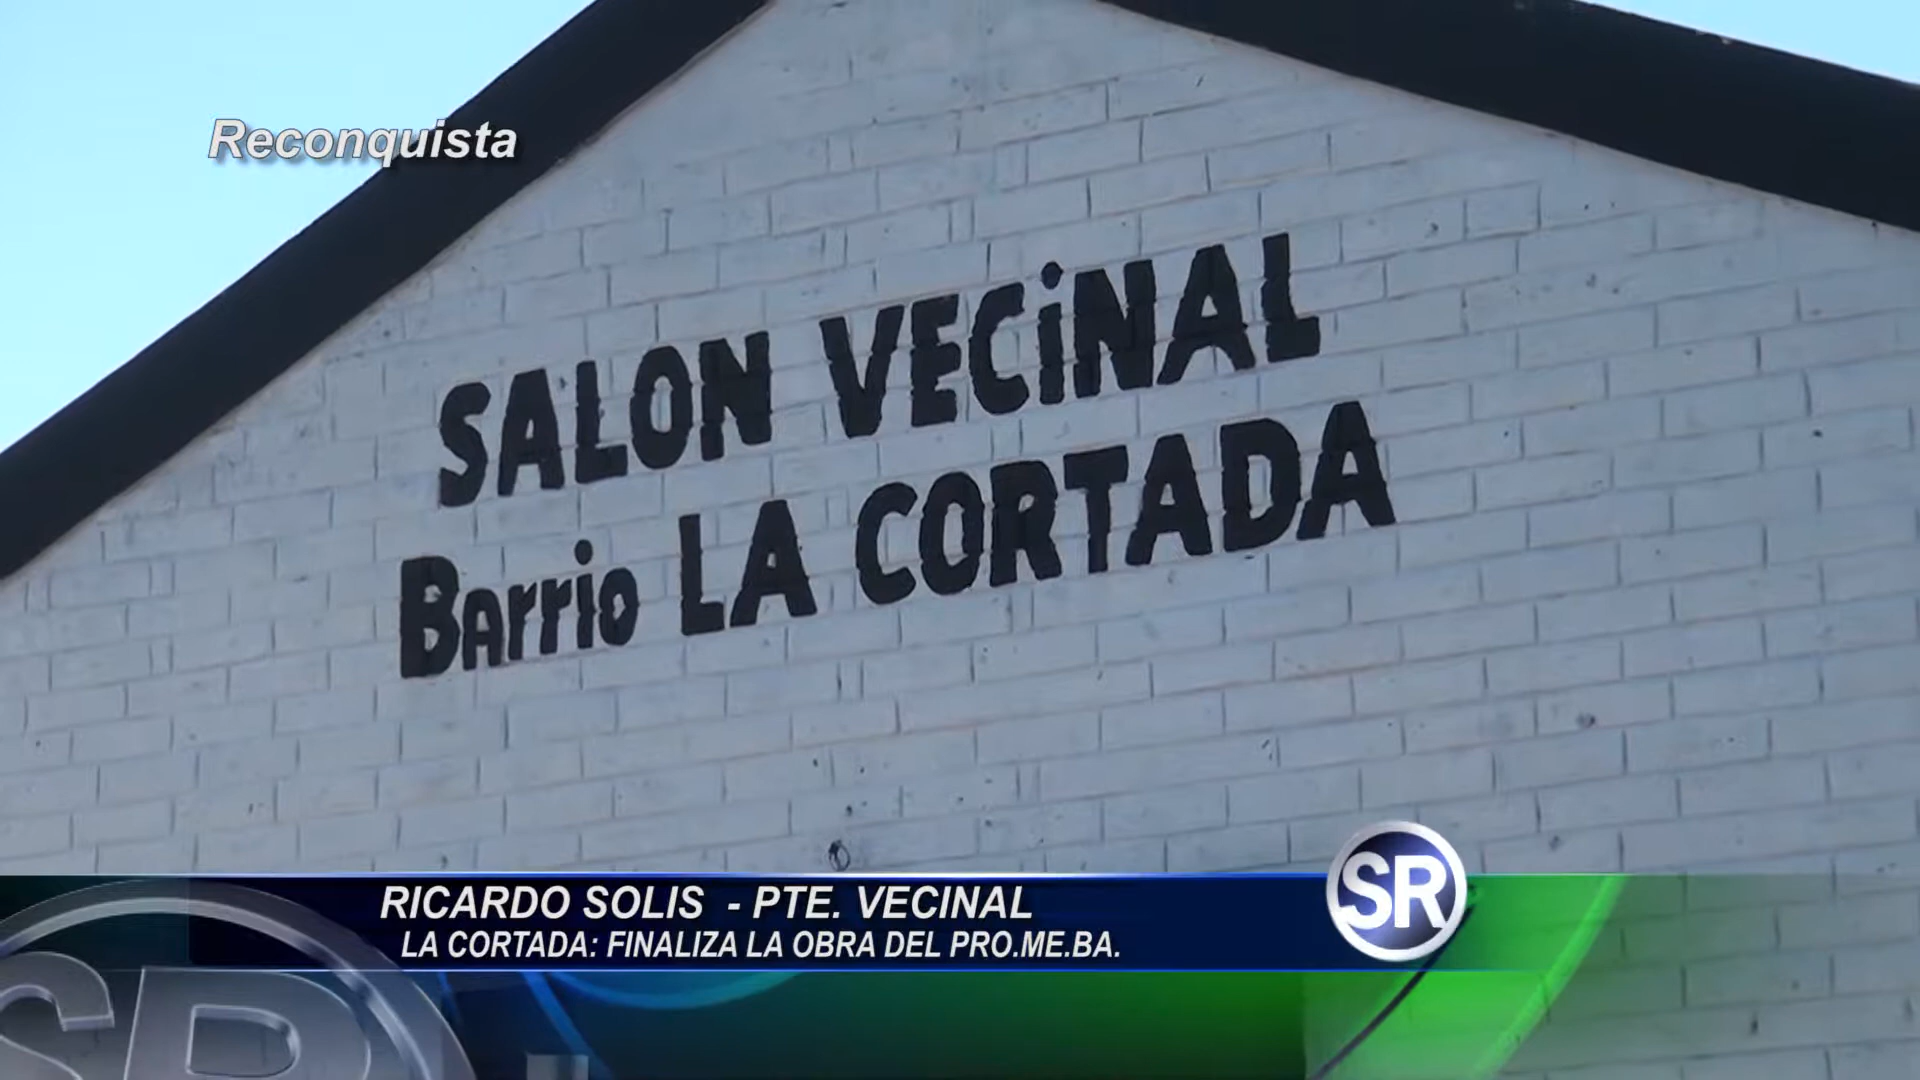 Reconquista
SALON VECiNAL
Barrio LA CORTADA
RICARDO SOLIS - PTE. VECINAL
LA CORTADA: FINALIZA LA OBRA DEL PRO.ME.BA.
SR
SR